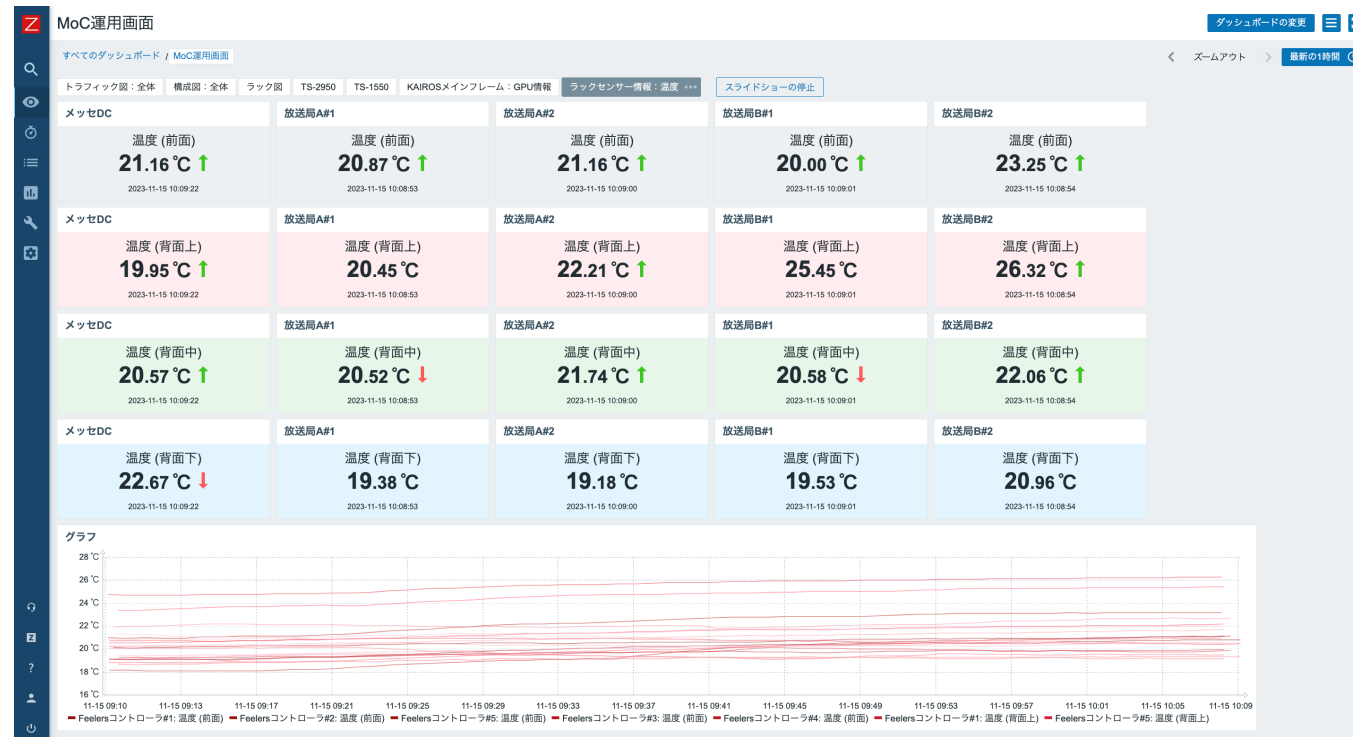 Z MoC運用画面 ダッシュボードの変更
すべてのダッシュボード / MoC運用画面 ズームアウト 最新の1時間
トラフィック図：全体 構成図：全体 ラック図 TS-2950 TS-1550 KAIROSメインフレーム：GPU情報 ラックセンサー情報：温度 スライドショーの停止
メッセDC 放送局A#1 放送局A#2 放送局B#1 放送局B#2
温度 (前面) 温度 (前面) 温度 (前面) 温度 (前面) 温度 (前面)
21.16 ℃ 20.87 ℃ 21.16 ℃ 20.00 ℃ 23.25 ℃
2023-11-15 10:09:22 2023-11-15 10:08:53 2023-11-15 10:09:00 2023-11-15 10:09:01 2023-11-15 10:08:54
メッセDC 放送局A#1 放送局A#2 放送局B#1 放送局B#2
温度 (背面上) 温度 (背面上) 温度 (背面上) 温度 (背面上) 温度 (背面上)
19.95 ℃ 20.45 ℃ 22.21 ℃ 25.45 ℃ 26.32 ℃
2023-11-15 10:09:22 2023-11-15 10:08:53 2023-11-15 10:09:00 2023-11-15 10:09:01 2023-11-15 10:08:54
メッセDC 放送局A#1 放送局A#2 放送局B#1 放送局B#2
温度 (背面中) 温度 (背面中) 温度 (背面中) 温度 (背面中) 温度 (背面中)
20.57 ℃ 20.52 ℃ 21.74 ℃ 20.58 ℃ 22.06 ℃
2023-11-15 10:09:22 2023-11-15 10:08:53 2023-11-15 10:09:00 2023-11-15 10:09:01 2023-11-15 10:08:54
メッセDC 放送局A#1 放送局A#2 放送局B#1 放送局B#2
温度 (背面下) 温度 (背面下) 温度 (背面下) 温度 (背面下) 温度 (背面下)
22.67 ℃ 19.38 ℃ 19.18 ℃ 19.53 ℃ 20.96 ℃
2023-11-15 10:09:22 2023-11-15 10:08:53 2023-11-15 10:09:00 2023-11-15 10:09:01 2023-11-15 10:08:54
グラフ
28 ℃
26 ℃
24 ℃
22 ℃
20 ℃
18 ℃
16 ℃
11-15 09:10 11-15 09:13 11-15 09:17 11-15 09:21 11-15 09:25 11-15 09:29 11-15 09:33 11-15 09:37 11-15 09:41 11-15 09:45 11-15 09:49 11-15 09:53 11-15 09:57 11-15 10:01 11-15 10:05 11-15 10:09
Feelersコントローラ#1: 温度 (前面) Feelersコントローラ#2: 温度 (前面) Feelersコントローラ#5: 温度 (前面) Feelersコントローラ#3: 温度 (前面) Feelersコントローラ#4: 温度 (前面) Feelersコントローラ#1: 温度 (背面上) Feelersコントローラ#5: 温度 (背面上)